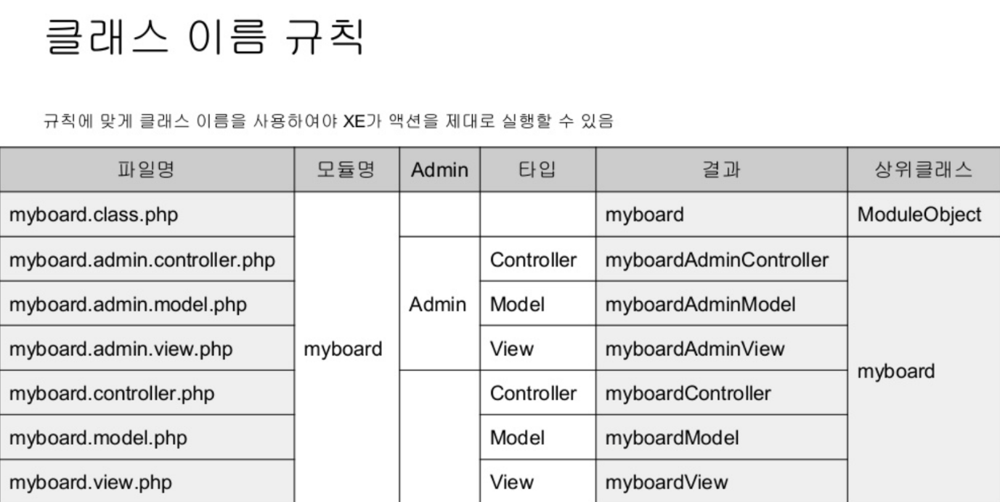 클래스 이름 규칙
규칙에 맞게 클래스 이름을 사용하여야 XE가 액션을 제대로 실행할 수 있음
파일명 모듈명 Admin 타입 결과 상위클래스
myboard.class.php myboard ModuleObject
myboard.admin.controller.php Controller myboardAdminController
myboard.admin.model.php Admin Model myboardAdminModel
myboard.admin.view.php myboard View myboardAdminView
myboard
myboard.controller.php Controller myboardController
myboard.model.php Model myboardModel
myboard.view.php View myboardView